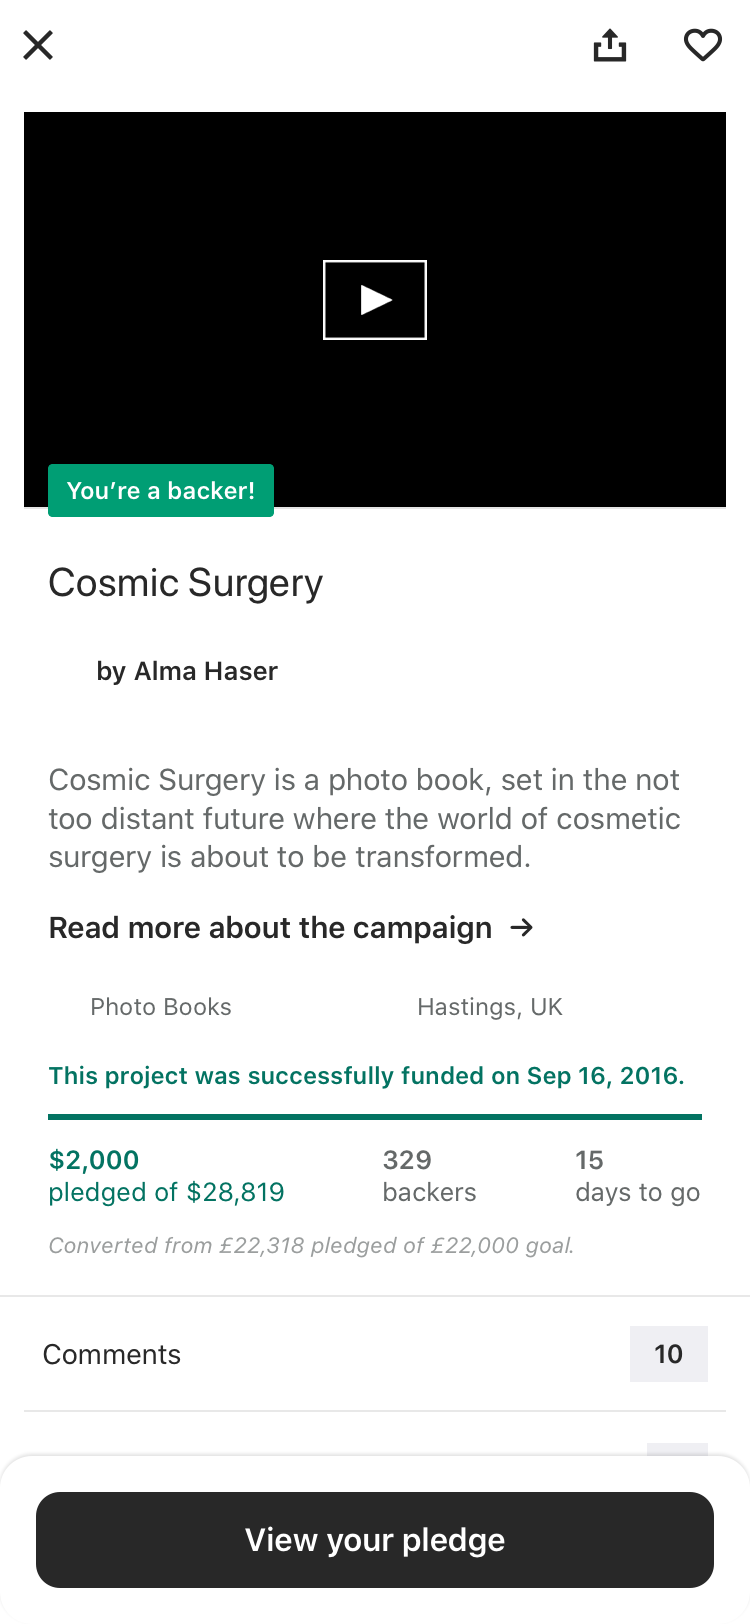 You’re a backer!
Cosmic Surgery
by Alma Haser
Cosmic Surgery is a photo book, set in the not
too distant future where the world of cosmetic
surgery is about to be transformed.
Read more about the campaign →
Photo Books
Hastings, UK
This project was successfully funded on Sep 16, 2016.
$2,000
pledged of $28,819
329
backers
15
days to go
Converted from £22,318 pledged of £22,000 goal.
Comments
10
View your pledge